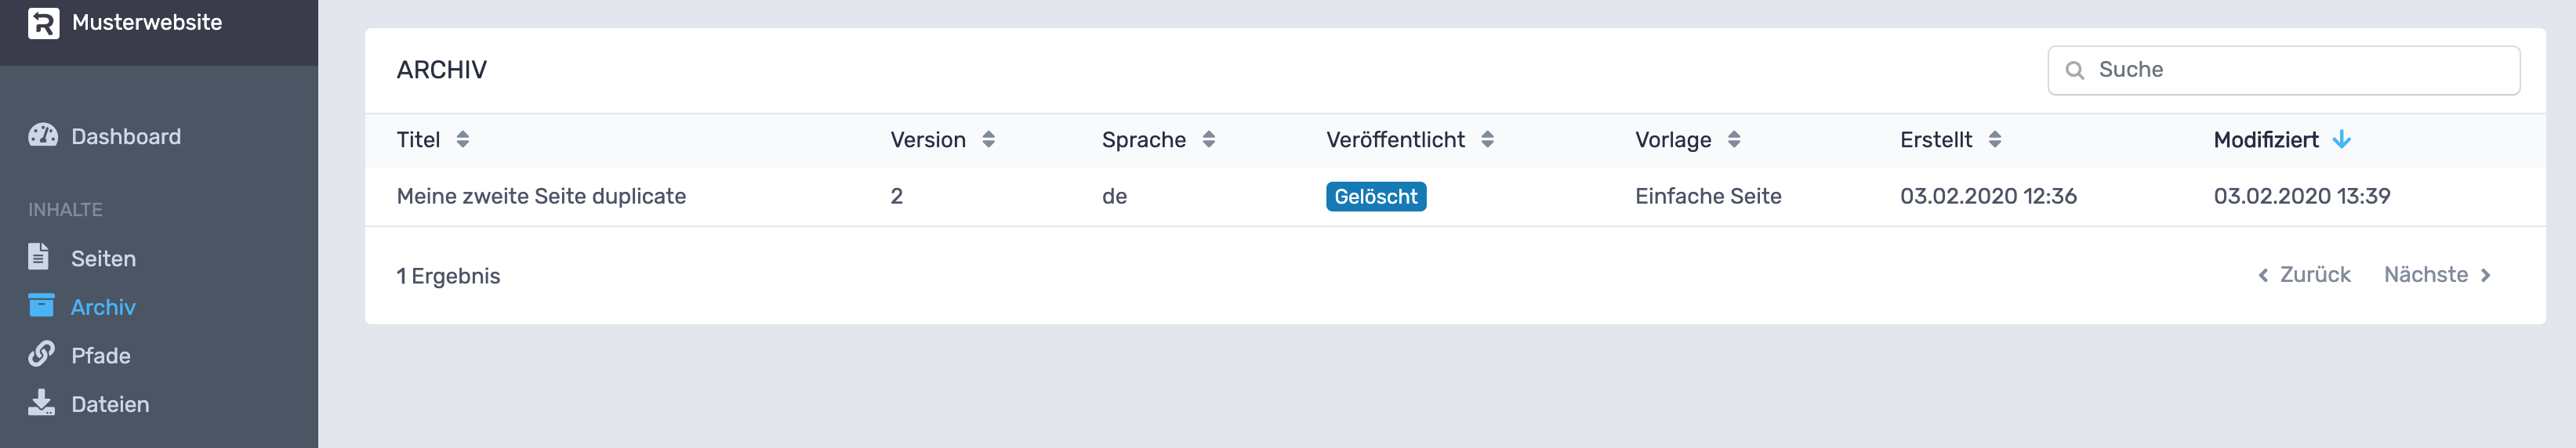 Musterwebsite
Dashboard
INHALTE
Seiten
Archiv
Pfade
Dateien
ARCHIV
Suche
Titel Version Sprache Veröffentlicht Vorlage Erstellt Modifiziert
Meine zweite Seite duplicate 2 de Gelöscht Einfache Seite 03.02.2020 12:36 03.02.2020 13:39
1 Ergebnis
Zurück Nächste